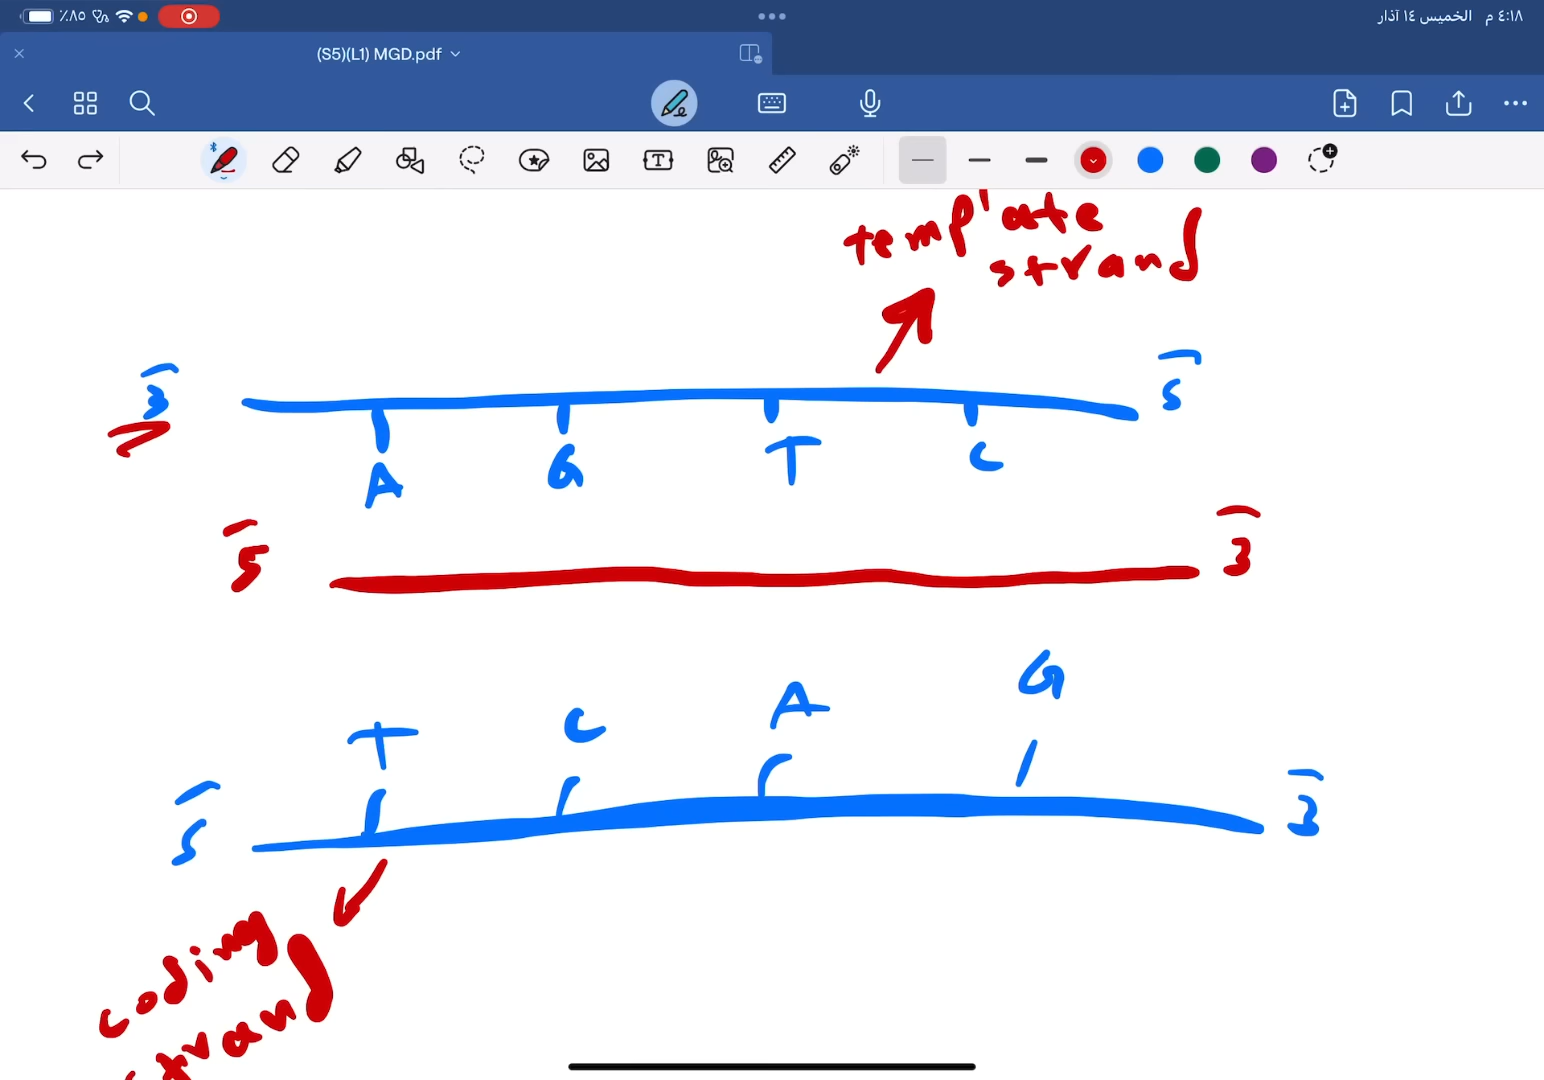 ٪٨٥
٤:١٨ م الخميس ١٤ آذار
(S5)(L1) MGD.pdf
T
template
strand
3
5
A G T C
5
3
T C A G
5
3
coding
strand